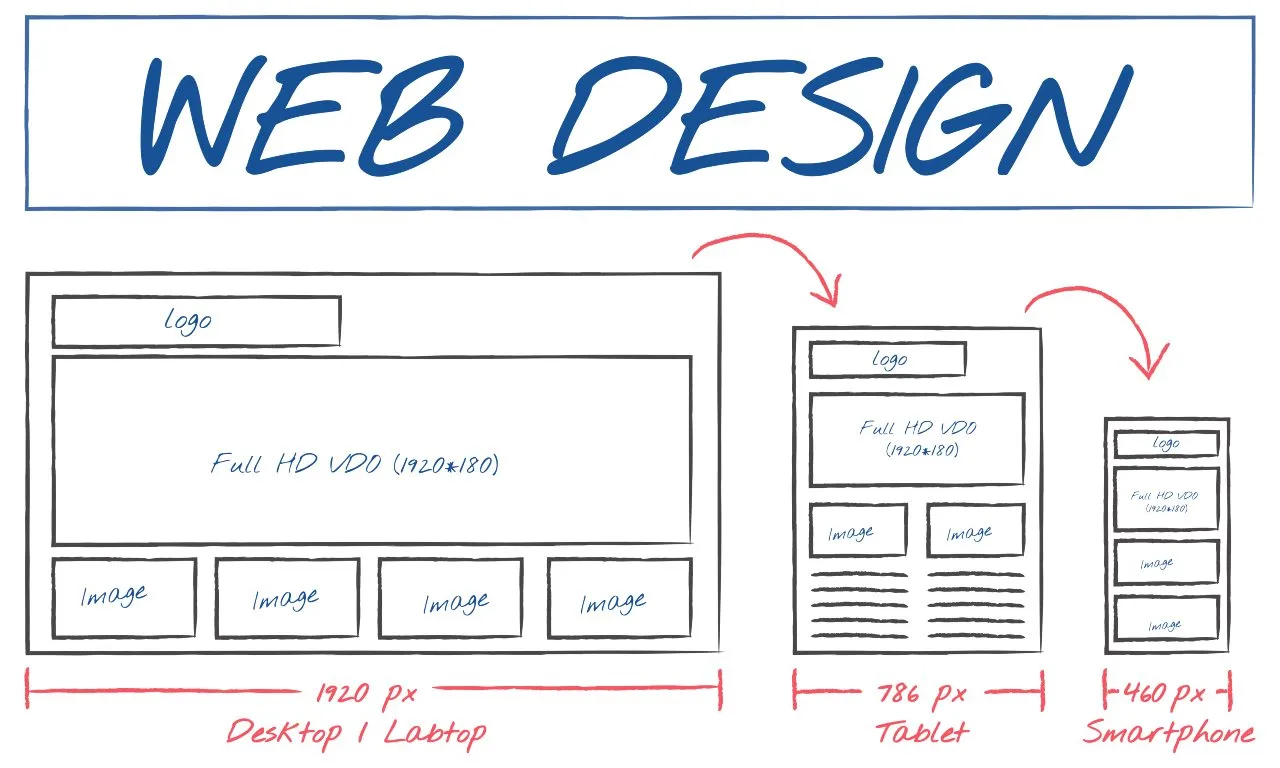 WEB DESIGN
Logo
Full HD VDO (1920*180)
Image
Image
Image
Image
1920 px
Desktop | Labtop
Logo
Full HD VDO
(1920*180)
Image
Image
786 px
Tablet
Logo
Full HD VDO
(1920*180)
Image
Image
460 px
Smartphone